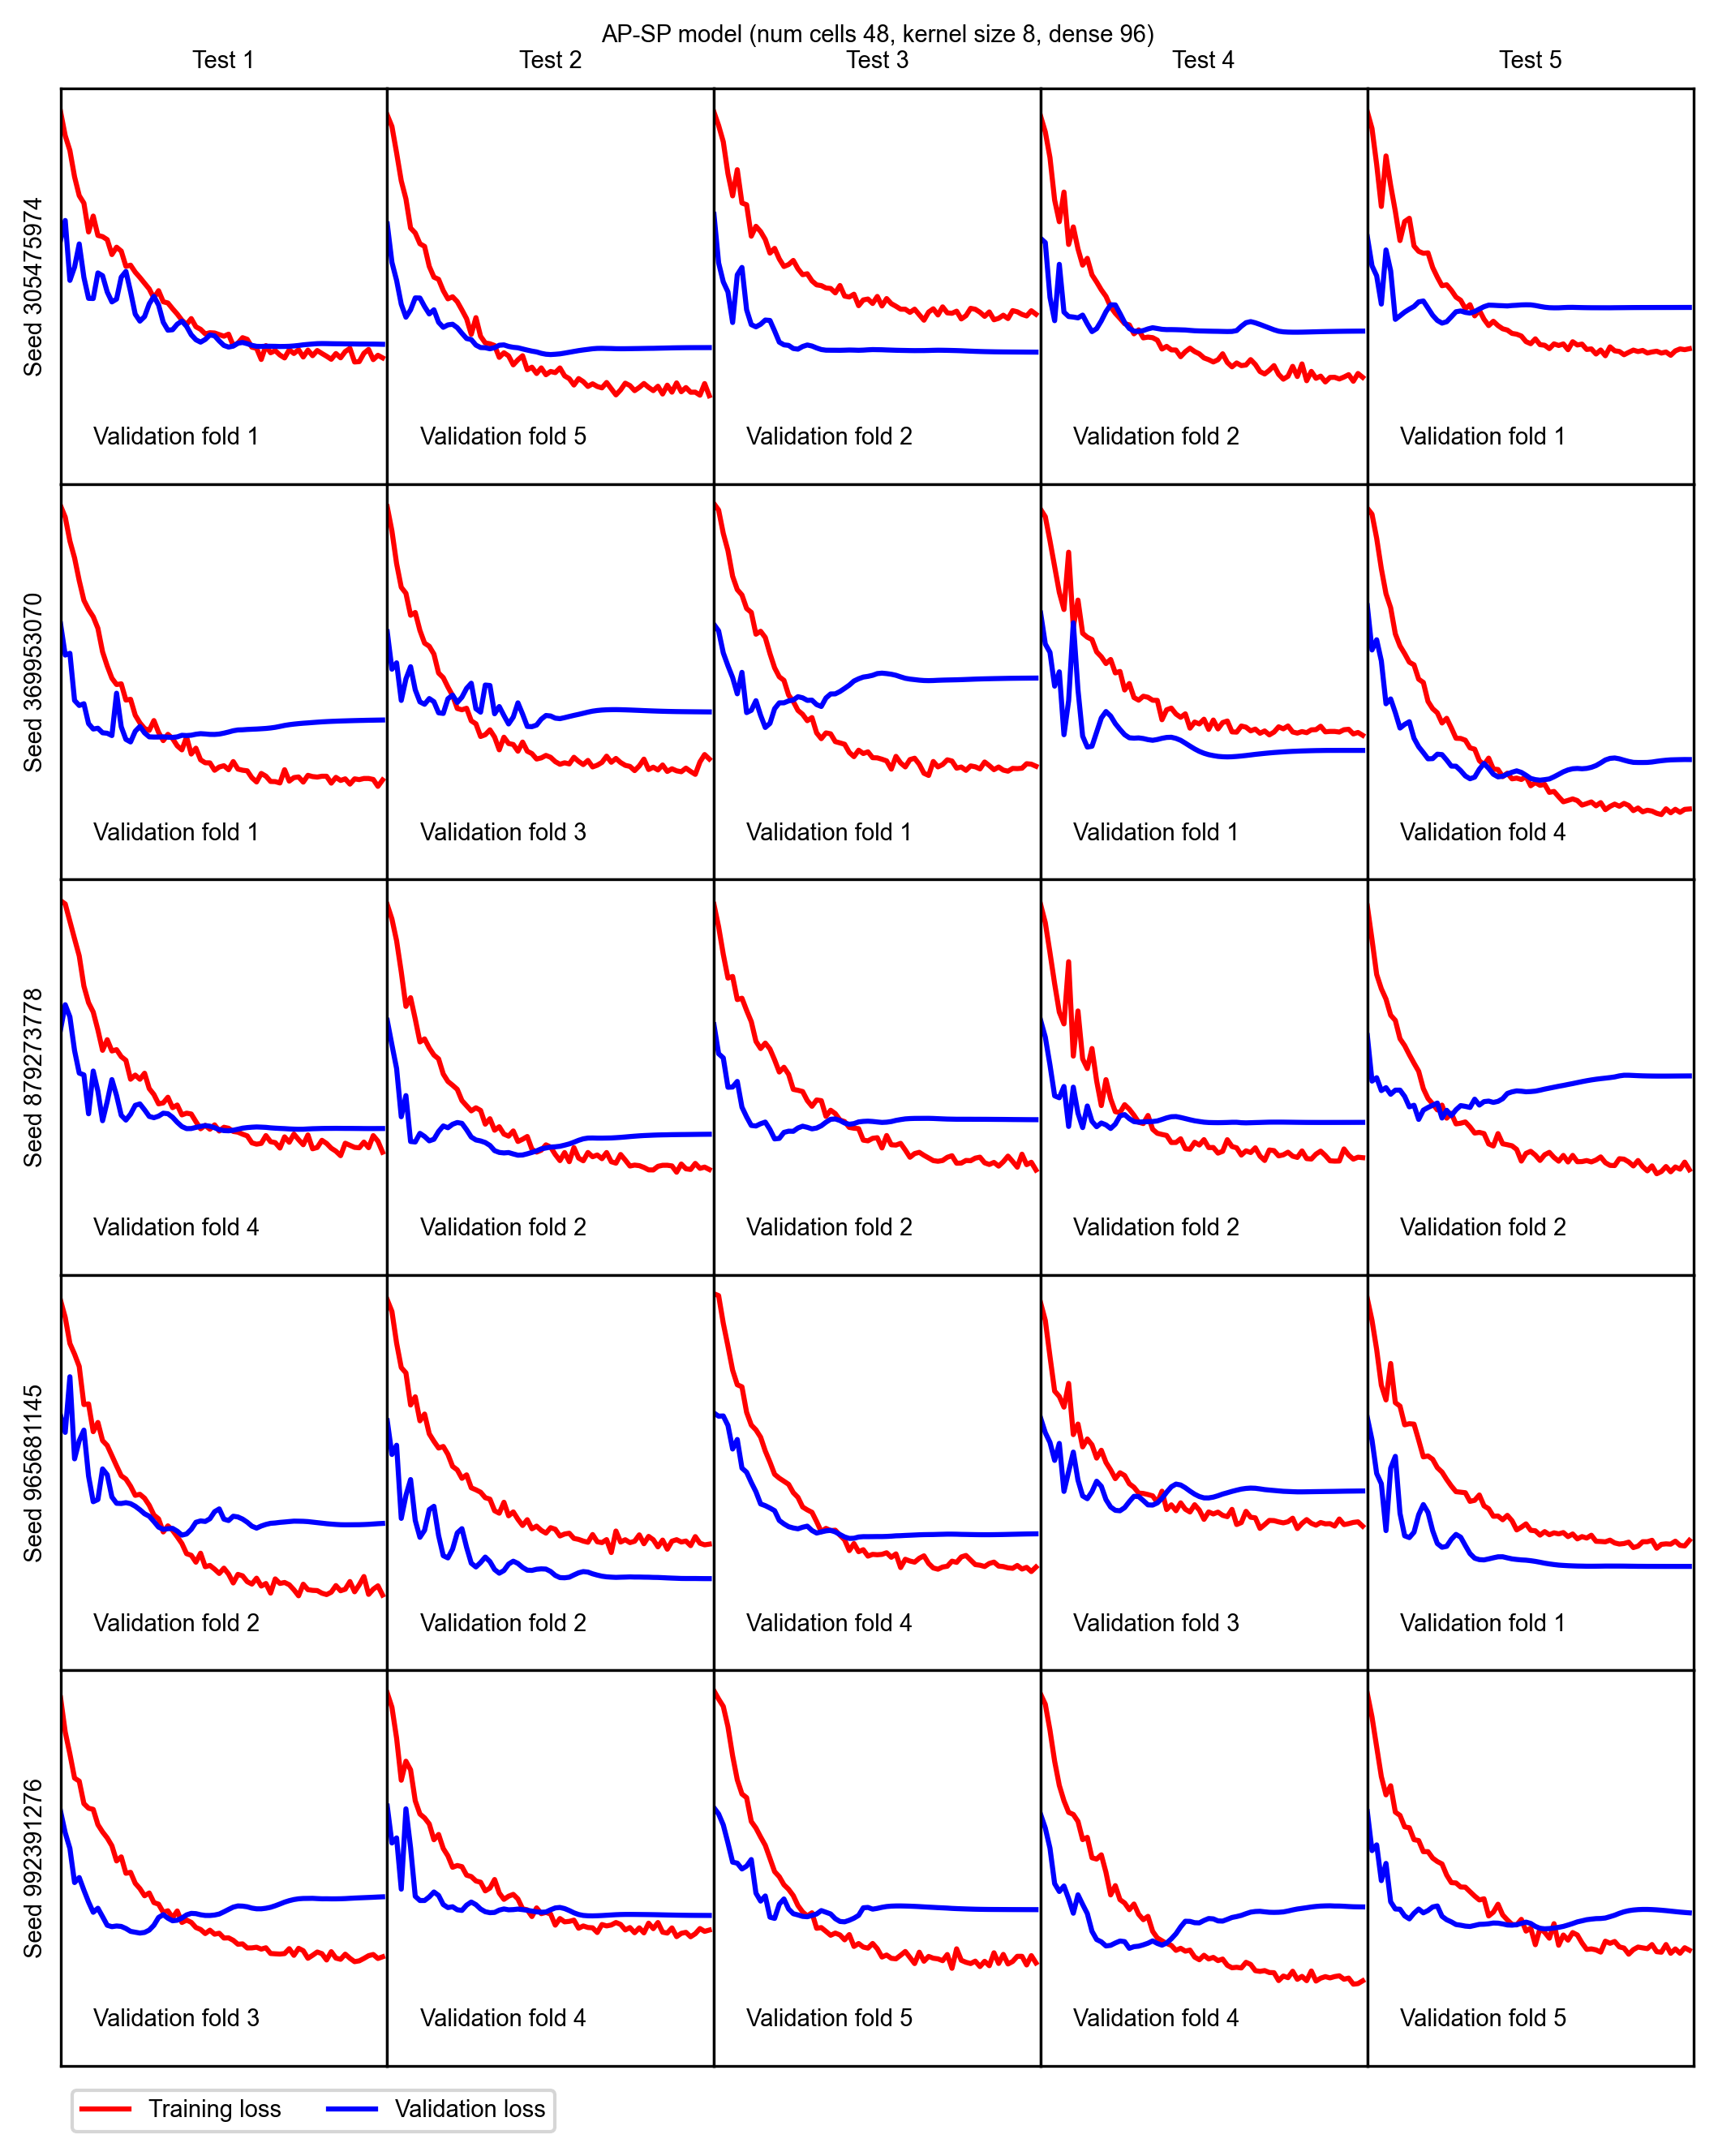 AP-SP model (num cells 48, kernel size 8, dense 96)
Test 1 Test 2 Test 3 Test 4 Test 5
Seed 305475974
Validation fold 1 Validation fold 5 Validation fold 2 Validation fold 2 Validation fold 1
Seed 369953070
Validation fold 1 Validation fold 3 Validation fold 1 Validation fold 1 Validation fold 4
Seed 879273778
Validation fold 4 Validation fold 2 Validation fold 2 Validation fold 2 Validation fold 2
Seed 965681145
Validation fold 2 Validation fold 2 Validation fold 4 Validation fold 3 Validation fold 1
Seed 992391276
Validation fold 3 Validation fold 4 Validation fold 5 Validation fold 4 Validation fold 5
Training loss Validation loss